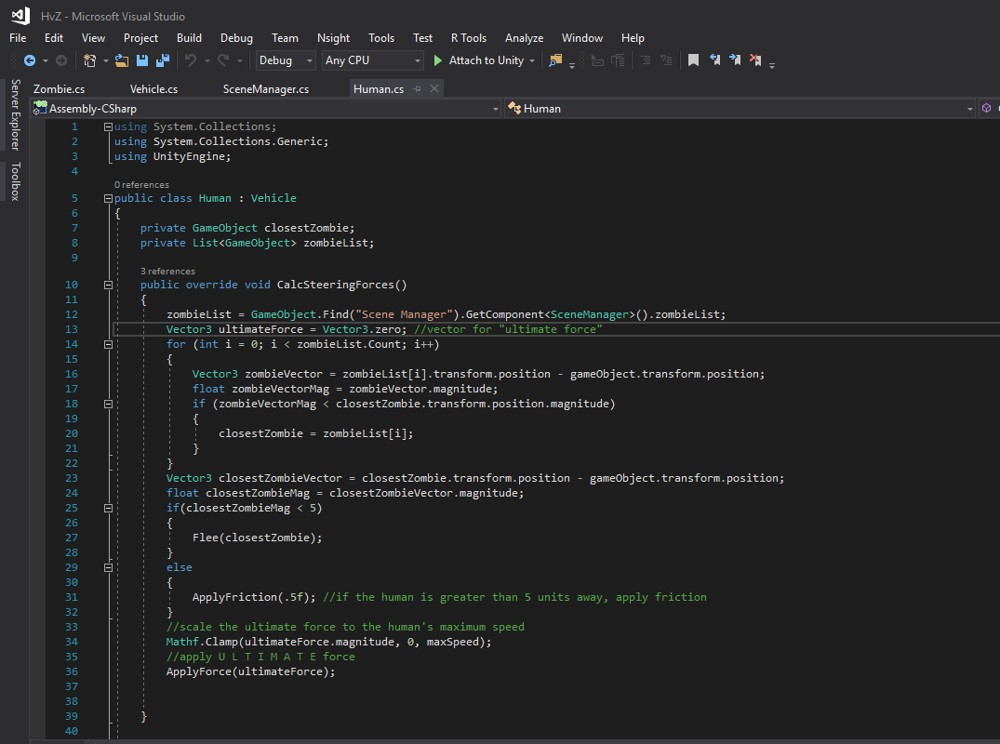 HvZ - Microsoft Visual Studio
File Edit View Project Build Debug Team Nsight Tools Test R Tools Analyze Window Help
Debug Any CPU Attach to Unity
Server Explorer
Toolbox
Zombie.cs Vehicle.cs SceneManager.cs Human.cs
Assembly-CSharp Human
1 using System.Collections;
2 using System.Collections.Generic;
3 using UnityEngine;
4
0 references
5 public class Human : Vehicle
6 {
7 private GameObject closestZombie;
8 private List<GameObject> zombieList;
9
3 references
10 public override void CalcSteeringForces()
11 {
12 zombieList = GameObject.Find("Scene Manager").GetComponent<SceneManager>().zombieList;
13 Vector3 ultimateForce = Vector3.zero; //vector for "ultimate force"
14 for (int i = 0; i < zombieList.Count; i++)
15 {
16 Vector3 zombieVector = zombieList[i].transform.position - gameObject.transform.position;
17 float zombieVectorMag = zombieVector.magnitude;
18 if (zombieVectorMag < closestZombie.transform.position.magnitude)
19 {
20 closestZombie = zombieList[i];
21 }
22 }
23 Vector3 closestZombieVector = closestZombie.transform.position - gameObject.transform.position;
24 float closestZombieMag = closestZombieVector.magnitude;
25 if(closestZombieMag < 5)
26 {
27 Flee(closestZombie);
28 }
29 else
30 {
31 ApplyFriction(.5f); //if the human is greater than 5 units away, apply friction
32 }
33 //scale the ultimate force to the human's maximum speed
34 Mathf.Clamp(ultimateForce.magnitude, 0, maxSpeed);
35 //apply U L T I M A T E force
36 ApplyForce(ultimateForce);
37
38
39 }
40